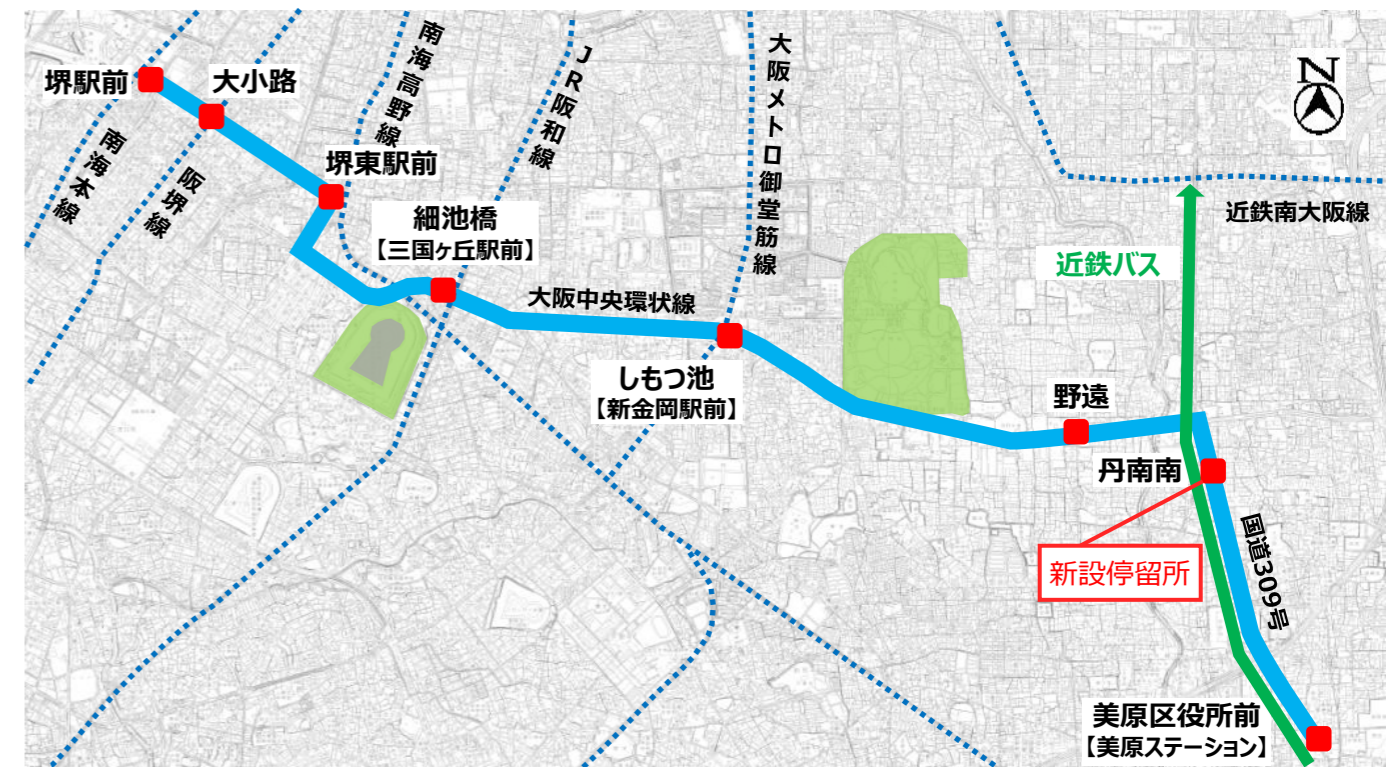 堺駅前
大小路
南海高野線
JR阪和線
大阪メトロ御堂筋線
N
南海本線
阪堺線
堺東駅前
細池橋
【三国ヶ丘駅前】
近鉄南大阪線
近鉄バス
大阪中央環状線
しもつ池
【新金岡駅前】
野遠
丹南南
新設停留所
国道309号
美原区役所前
【美原ステーション】